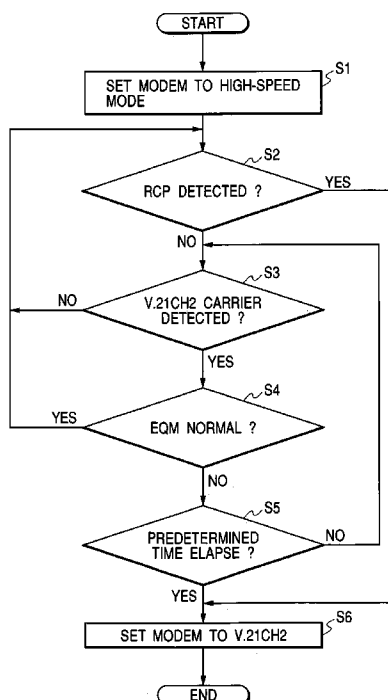 START
S1
SET MODEM TO HIGH-SPEED
MODE
S2
RCP DETECTED ?
YES
NO
S3
NO
V.21CH2 CARRIER
DETECTED ?
YES
S4
YES
EQM NORMAL ?
NO
S5
PREDETERMINED
TIME ELAPSE ?
NO
YES
S6
SET MODEM TO V.21CH2
END